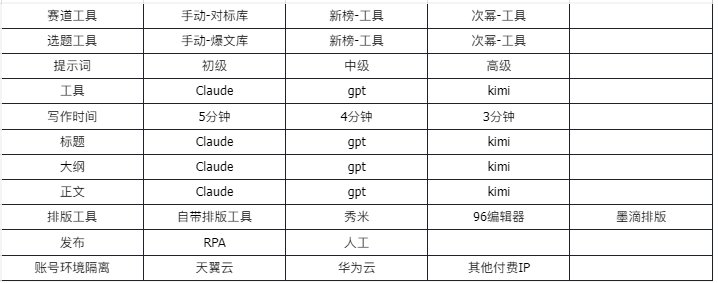 赛道工具 手动-对标库 新榜-工具 次幂-工具
选题工具 手动-爆文库 新榜-工具 次幂-工具
提示词 初级 中级 高级
工具 Claude gpt kimi
写作时间 5分钟 4分钟 3分钟
标题 Claude gpt kimi
大纲 Claude gpt kimi
正文 Claude gpt kimi
排版工具 自带排版工具 秀米 96编辑器 墨滴排版
发布 RPA 人工
账号环境隔离 天翼云 华为云 其他付费IP